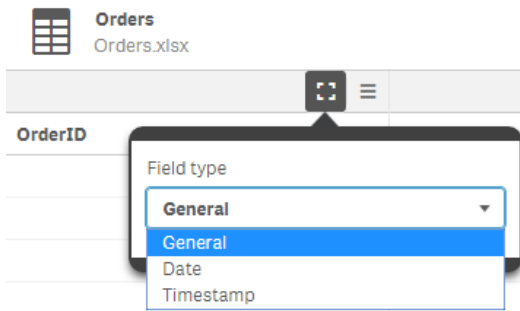 Orders
Orders.xlsx
OrderID
Field type
General
General
Date
Timestamp